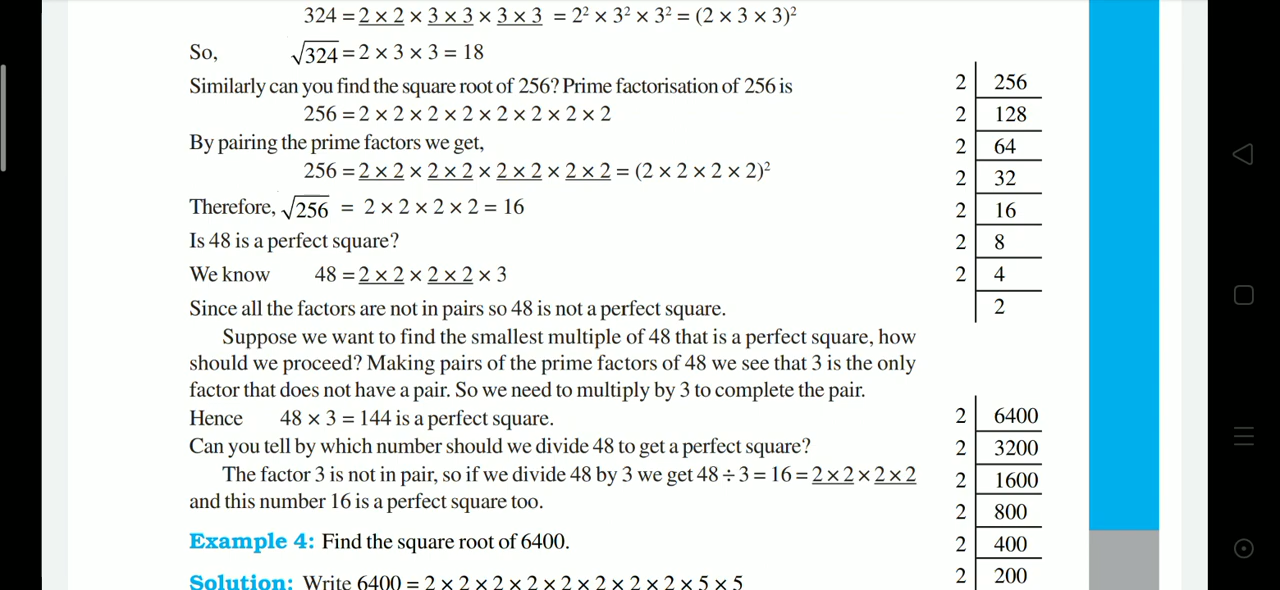 324 = 2 × 2 × 3 × 3 × 3 × 3 = 2² × 3² × 3² = (2 × 3 × 3)²
So, √324 = 2 × 3 × 3 = 18
Similarly can you find the square root of 256? Prime factorisation of 256 is
256 = 2 × 2 × 2 × 2 × 2 × 2 × 2 × 2
By pairing the prime factors we get,
256 = 2 × 2 × 2 × 2 × 2 × 2 × 2 × 2 = (2 × 2 × 2 × 2)²
Therefore, √256 = 2 × 2 × 2 × 2 = 16
Is 48 is a perfect square?
We know 48 = 2 × 2 × 2 × 2 × 3
Since all the factors are not in pairs so 48 is not a perfect square.
Suppose we want to find the smallest multiple of 48 that is a perfect square, how
should we proceed? Making pairs of the prime factors of 48 we see that 3 is the only
factor that does not have a pair. So we need to multiply by 3 to complete the pair.
Hence 48 × 3 = 144 is a perfect square.
Can you tell by which number should we divide 48 to get a perfect square?
The factor 3 is not in pair, so if we divide 48 by 3 we get 48 ÷ 3 = 16 = 2 × 2 × 2 × 2
and this number 16 is a perfect square too.
Example 4: Find the square root of 6400.
Solution: Write 6400 = 2 × 2 × 2 × 2 × 2 × 2 × 2 × 2 × 5 × 5
2 256
2 128
2 64
2 32
2 16
2 8
2 4
2
2 6400
2 3200
2 1600
2 800
2 400
2 200